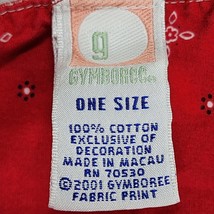 g
GYMBOREE
ONE SIZE
100% COTTON
EXCLUSIVE OF
DECORATION
MADE IN MACAU
RN 70530
©2001 GYMBOREE
FABRIC PRINT